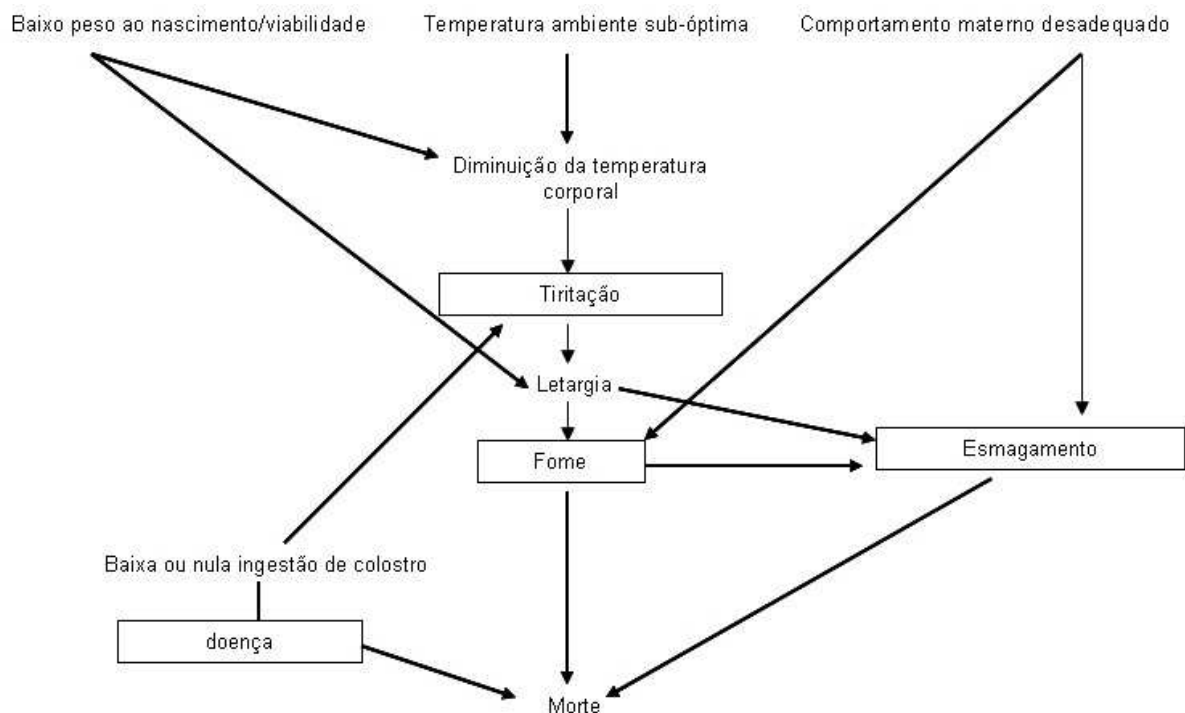 Baixo peso ao nascimento/viabilidade
Temperatura ambiente sub-óptima
Comportamento materno desadequado
Diminuição da temperatura
corporal
Tiritação
Letargia
Fome
Esmagamento
Baixa ou nula ingestão de colostro
doença
Morte